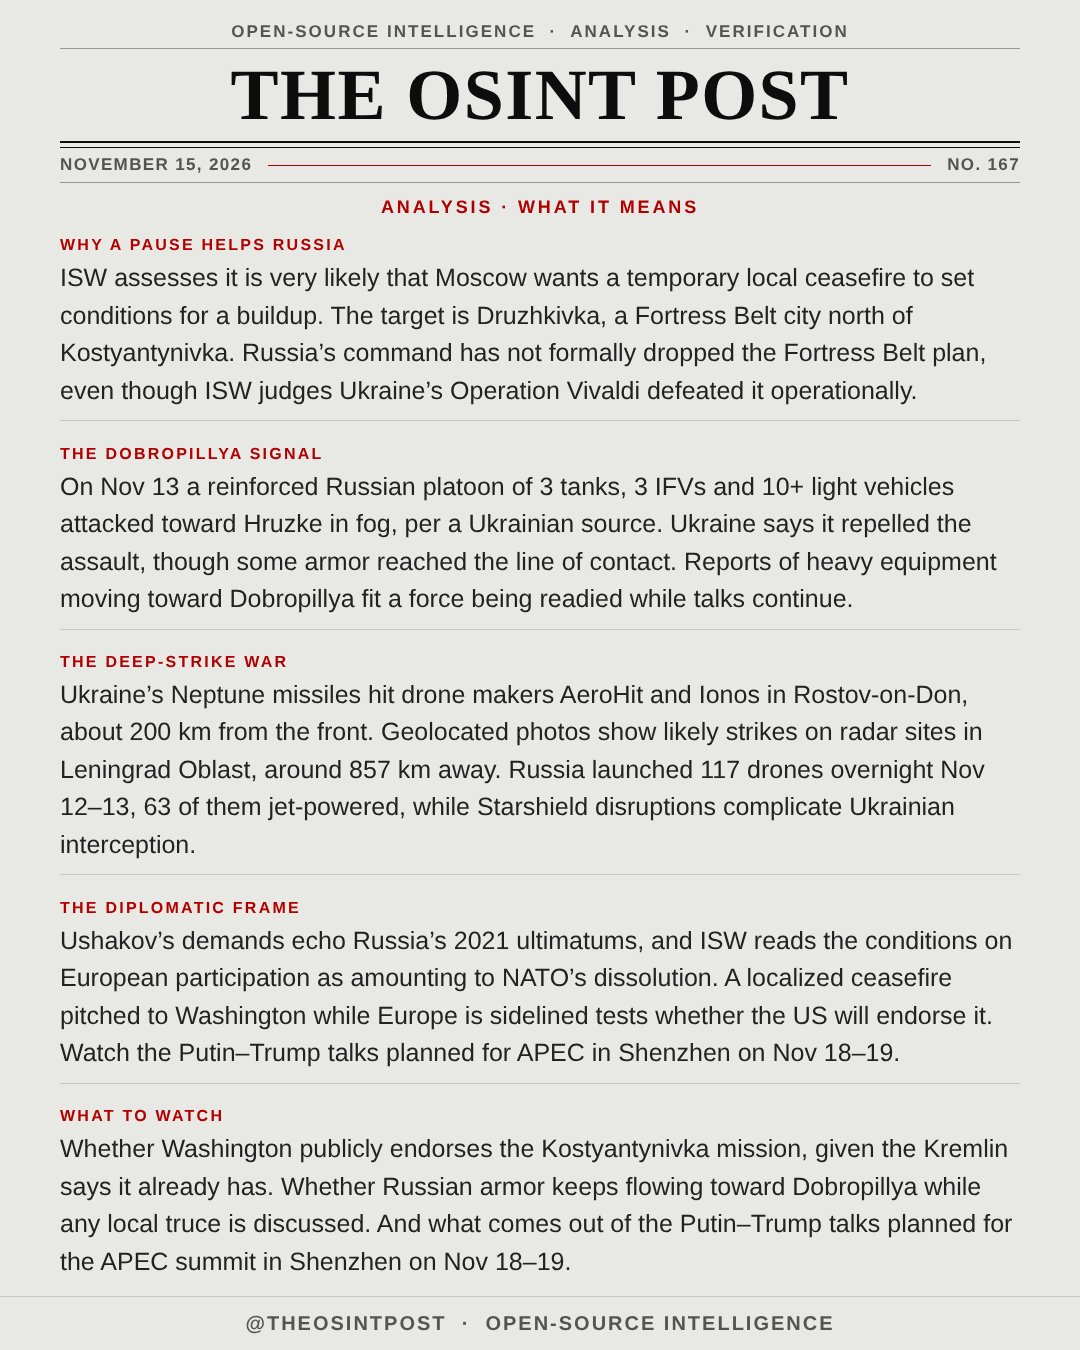 OPEN-SOURCE INTELLIGENCE · ANALYSIS · VERIFICATION
THE OSINT POST
NOVEMBER 15, 2026 NO. 167
ANALYSIS · WHAT IT MEANS
WHY A PAUSE HELPS RUSSIA
ISW assesses it is very likely that Moscow wants a temporary local ceasefire to set
conditions for a buildup. The target is Druzhkivka, a Fortress Belt city north of
Kostyantynivka. Russia’s command has not formally dropped the Fortress Belt plan,
even though ISW judges Ukraine’s Operation Vivaldi defeated it operationally.
THE DOBROPILLYA SIGNAL
On Nov 13 a reinforced Russian platoon of 3 tanks, 3 IFVs and 10+ light vehicles
attacked toward Hruzke in fog, per a Ukrainian source. Ukraine says it repelled the
assault, though some armor reached the line of contact. Reports of heavy equipment
moving toward Dobropillya fit a force being readied while talks continue.
THE DEEP-STRIKE WAR
Ukraine’s Neptune missiles hit drone makers AeroHit and Ionos in Rostov-on-Don,
about 200 km from the front. Geolocated photos show likely strikes on radar sites in
Leningrad Oblast, around 857 km away. Russia launched 117 drones overnight Nov
12–13, 63 of them jet-powered, while Starshield disruptions complicate Ukrainian
interception.
THE DIPLOMATIC FRAME
Ushakov’s demands echo Russia’s 2021 ultimatums, and ISW reads the conditions on
European participation as amounting to NATO’s dissolution. A localized ceasefire
pitched to Washington while Europe is sidelined tests whether the US will endorse it.
Watch the Putin–Trump talks planned for APEC in Shenzhen on Nov 18–19.
WHAT TO WATCH
Whether Washington publicly endorses the Kostyantynivka mission, given the Kremlin
says it already has. Whether Russian armor keeps flowing toward Dobropillya while
any local truce is discussed. And what comes out of the Putin–Trump talks planned for
the APEC summit in Shenzhen on Nov 18–19.
@THEOSINTPOST · OPEN-SOURCE INTELLIGENCE